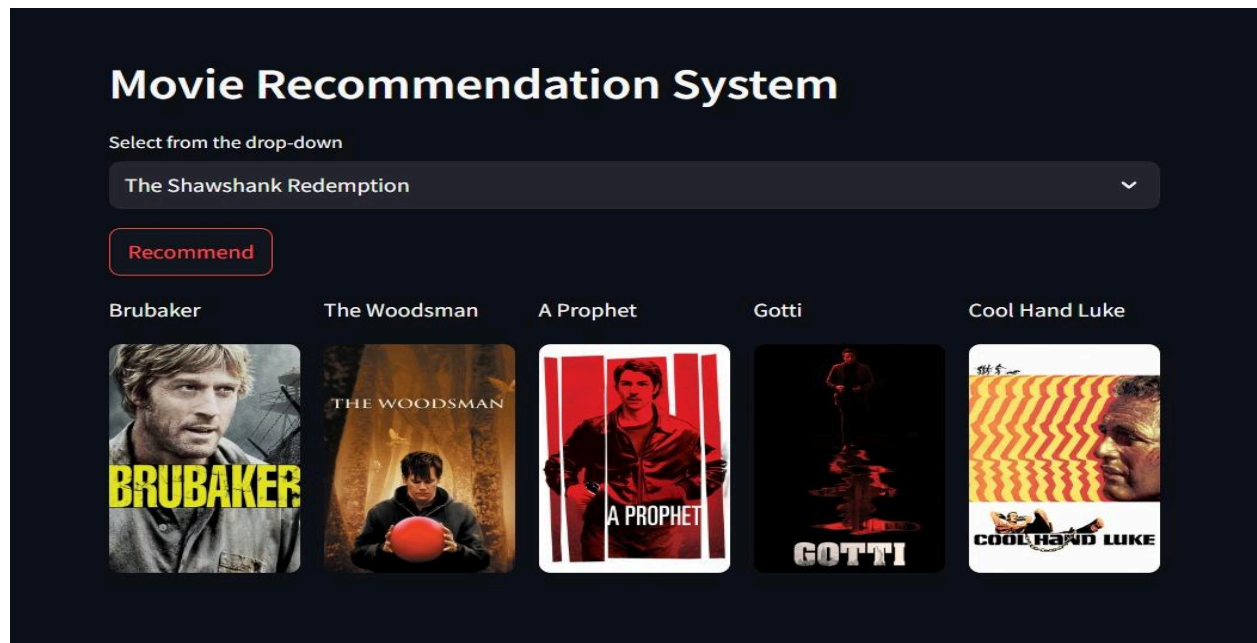 Movie Recommendation System
Select from the drop-down
The Shawshank Redemption
Recommend
Brubaker
The Woodsman
A Prophet
Gotti
Cool Hand Luke
BRUBAKER
THE WOODSMAN
A PROPHET
GOTTI
COOL HAND LUKE